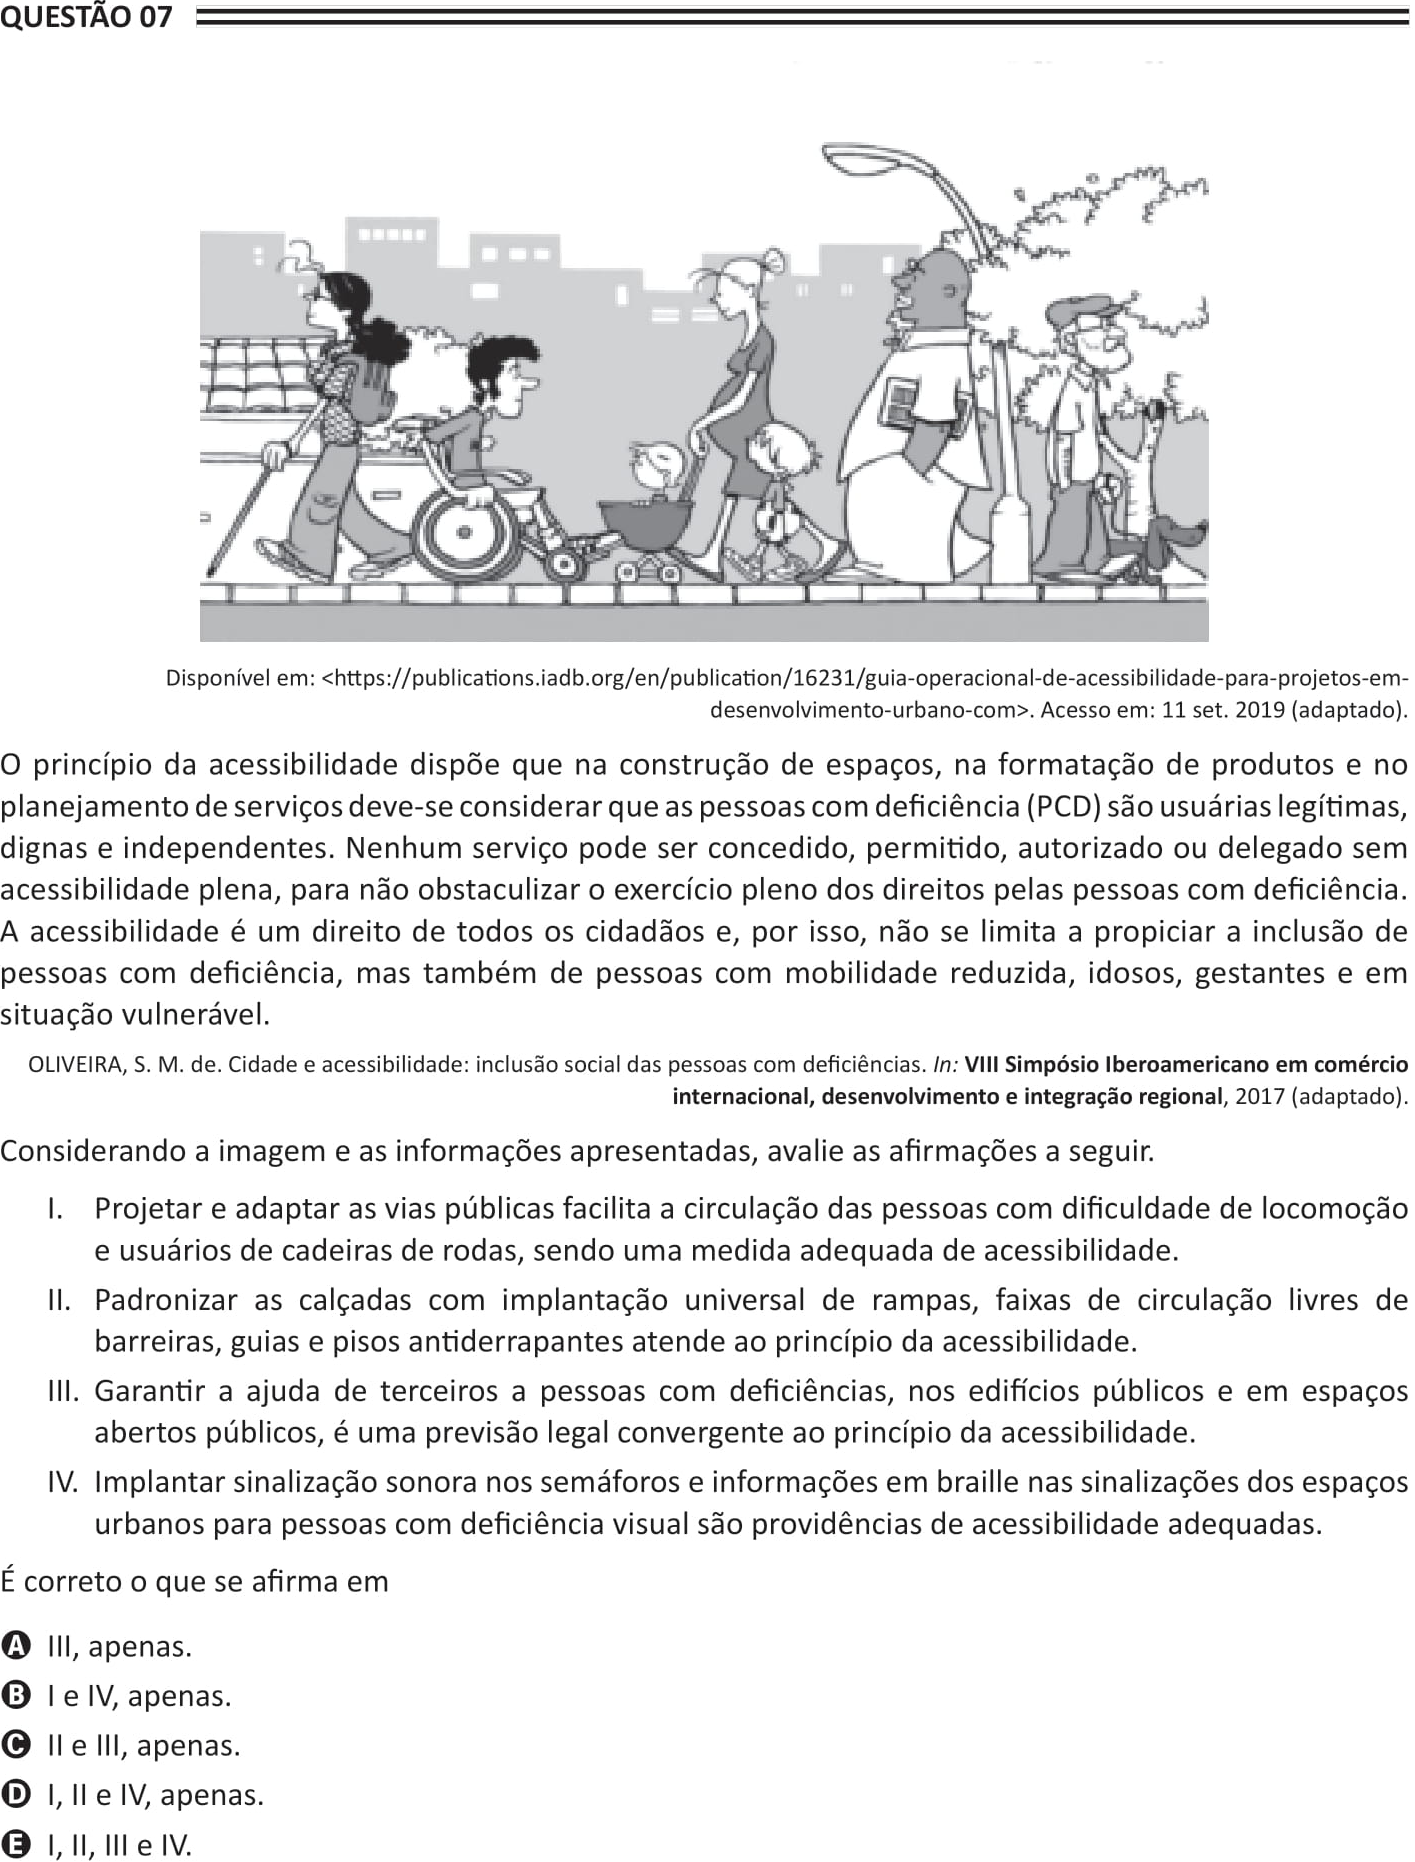 QUESTÃO 07
Disponível em: <https://publications.iadb.org/en/publication/16231/guia-operacional-de-acessibilidade-para-projetos-em-
desenvolvimento-urbano-com>. Acesso em: 11 set. 2019 (adaptado).
O princípio da acessibilidade dispõe que na construção de espaços, na formatação de produtos e no
planejamento de serviços deve-se considerar que as pessoas com deficiência (PCD) são usuárias legítimas,
dignas e independentes. Nenhum serviço pode ser concedido, permitido, autorizado ou delegado sem
acessibilidade plena, para não obstaculizar o exercício pleno dos direitos pelas pessoas com deficiência.
A acessibilidade é um direito de todos os cidadãos e, por isso, não se limita a propiciar a inclusão de
pessoas com deficiência, mas também de pessoas com mobilidade reduzida, idosos, gestantes e em
situação vulnerável.
OLIVEIRA, S. M. de. Cidade e acessibilidade: inclusão social das pessoas com deficiências. In: VIII Simpósio Iberoamericano em comércio
internacional, desenvolvimento e integração regional, 2017 (adaptado).
Considerando a imagem e as informações apresentadas, avalie as afirmações a seguir.
I. Projetar e adaptar as vias públicas facilita a circulação das pessoas com dificuldade de locomoção
e usuários de cadeiras de rodas, sendo uma medida adequada de acessibilidade.
II. Padronizar as calçadas com implantação universal de rampas, faixas de circulação livres de
barreiras, guias e pisos antiderrapantes atende ao princípio da acessibilidade.
III. Garantir a ajuda de terceiros a pessoas com deficiências, nos edifícios públicos e em espaços
abertos públicos, é uma previsão legal convergente ao princípio da acessibilidade.
IV. Implantar sinalização sonora nos semáforos e informações em braille nas sinalizações dos espaços
urbanos para pessoas com deficiência visual são providências de acessibilidade adequadas.
É correto o que se afirma em
A III, apenas.
B I e IV, apenas.
C II e III, apenas.
D I, II e IV, apenas.
E I, II, III e IV.